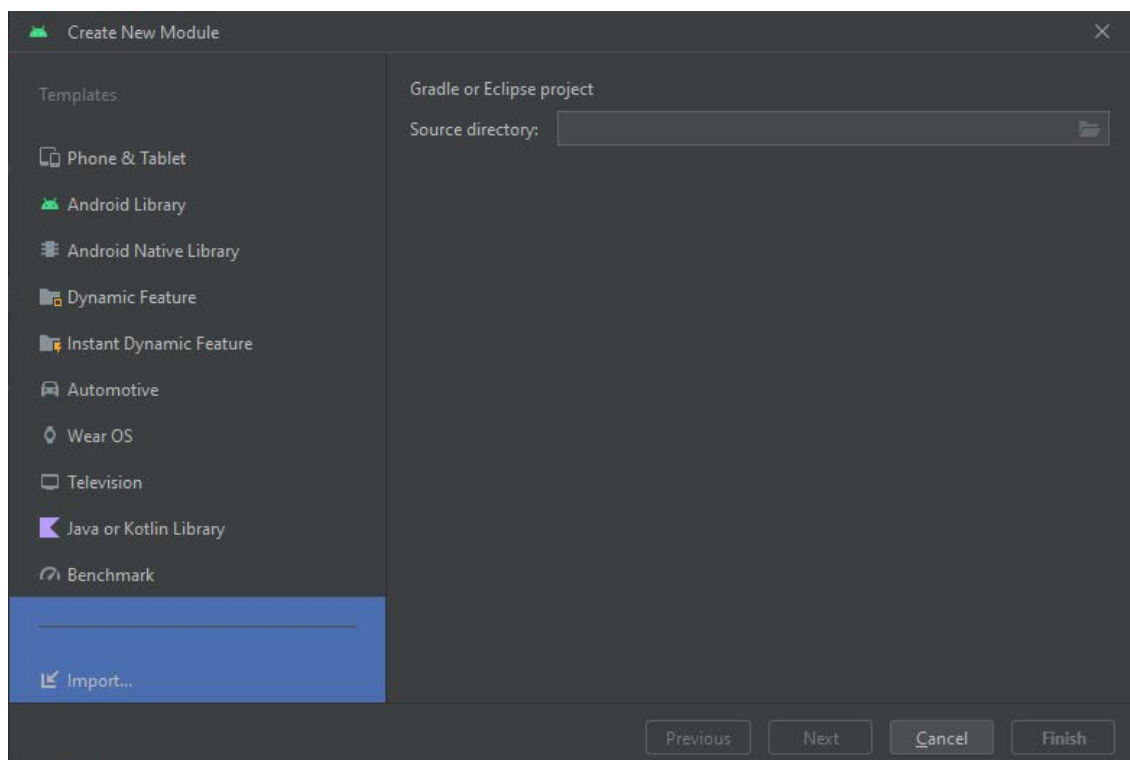 Create New Module
Templates
Phone & Tablet
Android Library
Android Native Library
Dynamic Feature
Instant Dynamic Feature
Automotive
Wear OS
Television
Java or Kotlin Library
Benchmark
Import...
Gradle or Eclipse project
Source directory:
Previous Next Cancel Finish